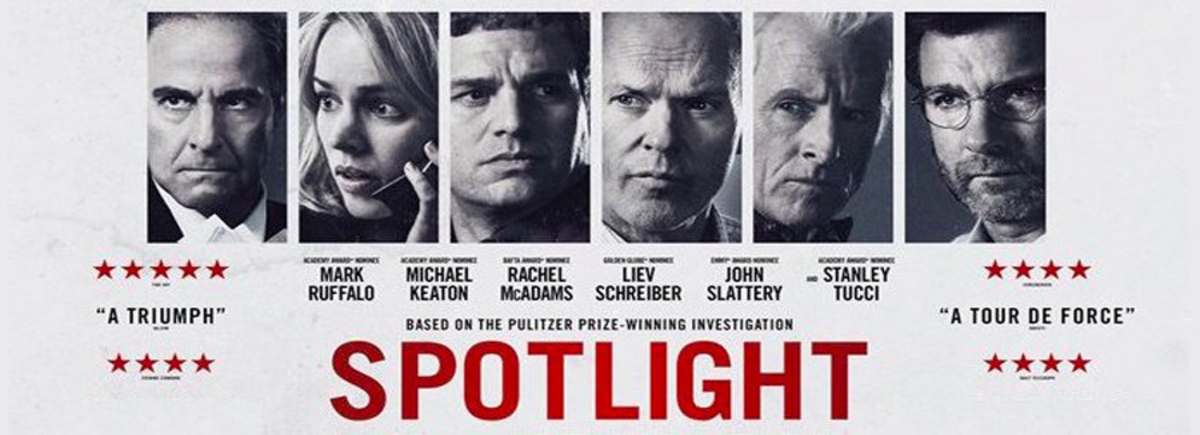 ACADEMY AWARD® NOMINEE
MARK
RUFFALO
ACADEMY AWARD® NOMINEE
MICHAEL
KEATON
BAFTA AWARD® NOMINEE
RACHEL
McADAMS
GOLDEN GLOBE® NOMINEE
LIEV
SCHREIBER
EMMY® AWARD NOMINEE
JOHN
SLATTERY
AND
ACADEMY AWARD® NOMINEE
STANLEY
TUCCI
"A TRIUMPH"
"A TOUR DE FORCE"
BASED ON THE PULITZER PRIZE-WINNING INVESTIGATION
SPOTLIGHT